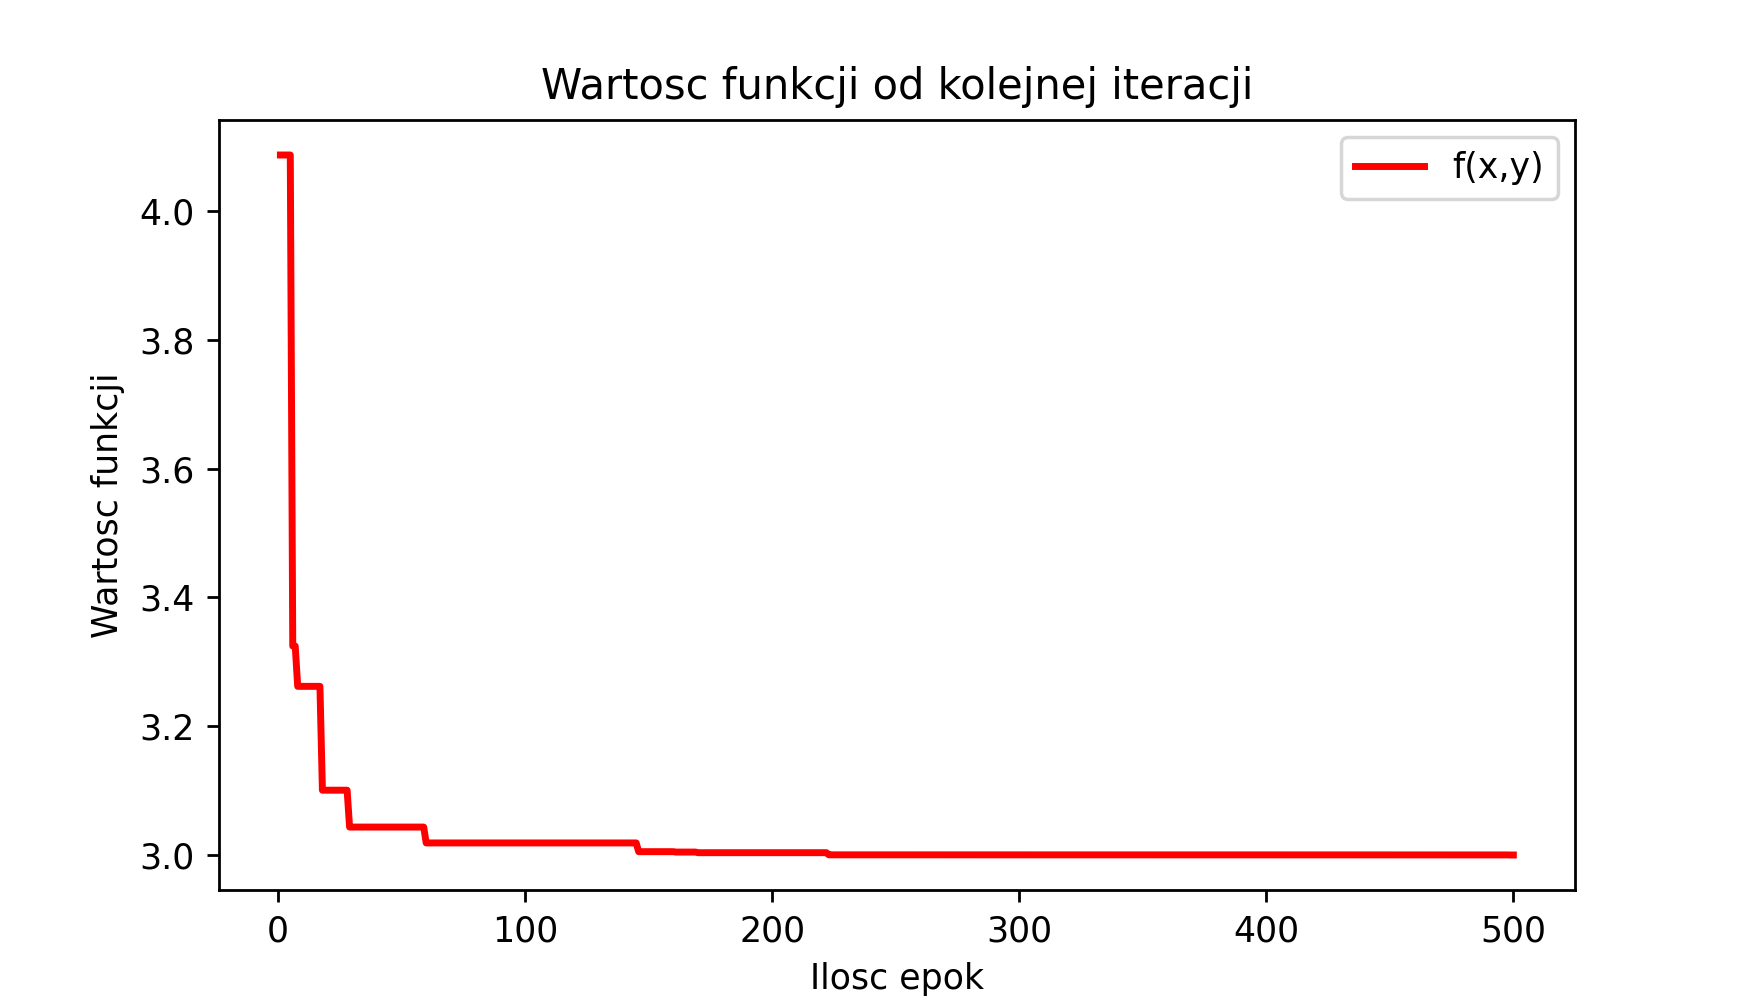 Wartosc funkcji od kolejnej iteracji
f(x,y)
Wartosc funkcji
4.0
3.8
3.6
3.4
3.2
3.0
0 100 200 300 400 500
Ilosc epok